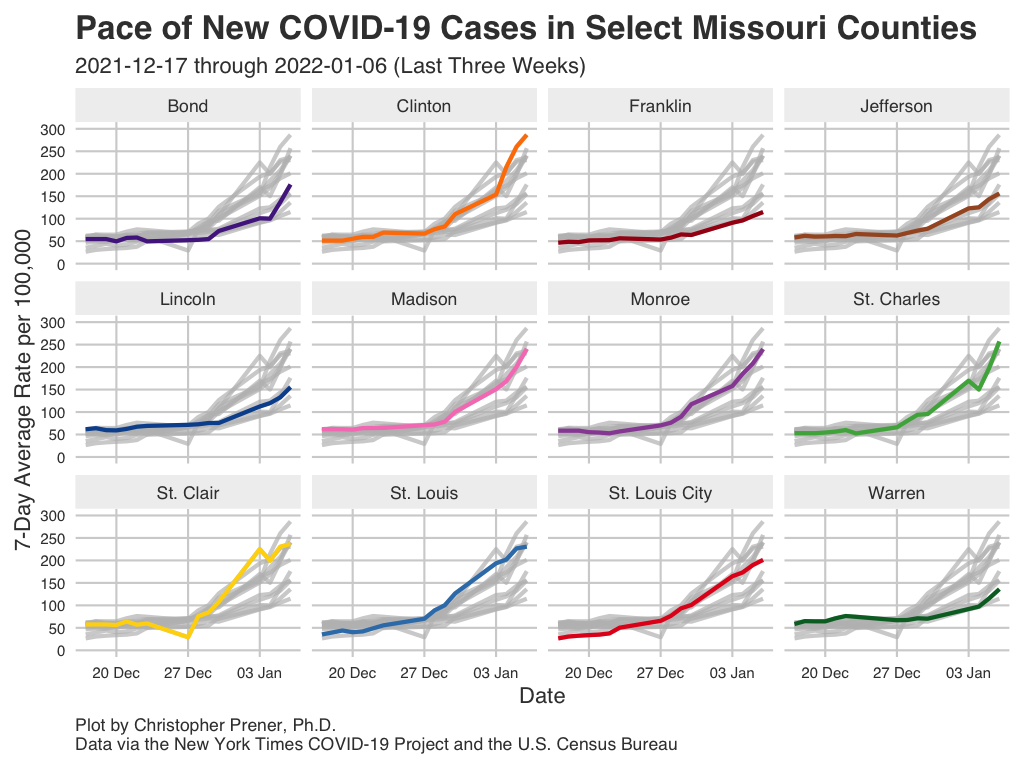 Pace of New COVID-19 Cases in Select Missouri Counties
2021-12-17 through 2022-01-06 (Last Three Weeks)
Bond Clinton Franklin Jefferson
300
250
200
150
100
50
0
Lincoln Madison Monroe St. Charles
300
250
200
150
100
50
0
St. Clair St. Louis St. Louis City Warren
300
250
200
150
100
50
0
7-Day Average Rate per 100,000
20 Dec 27 Dec 03 Jan 20 Dec 27 Dec 03 Jan 20 Dec 27 Dec 03 Jan 20 Dec 27 Dec 03 Jan
Date
Plot by Christopher Prener, Ph.D.
Data via the New York Times COVID-19 Project and the U.S. Census Bureau